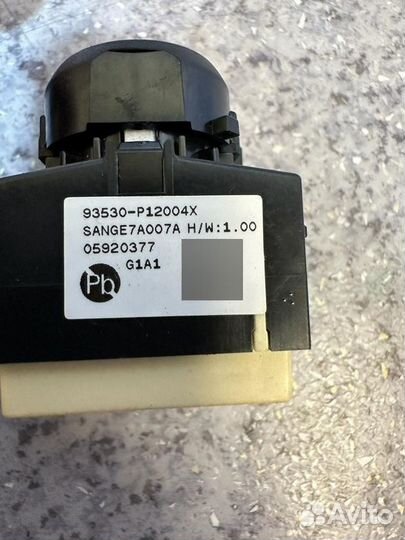 93530-P12004X
SANGE7A007A H/W:1.00
05920377
G1A1
Pb
Avito